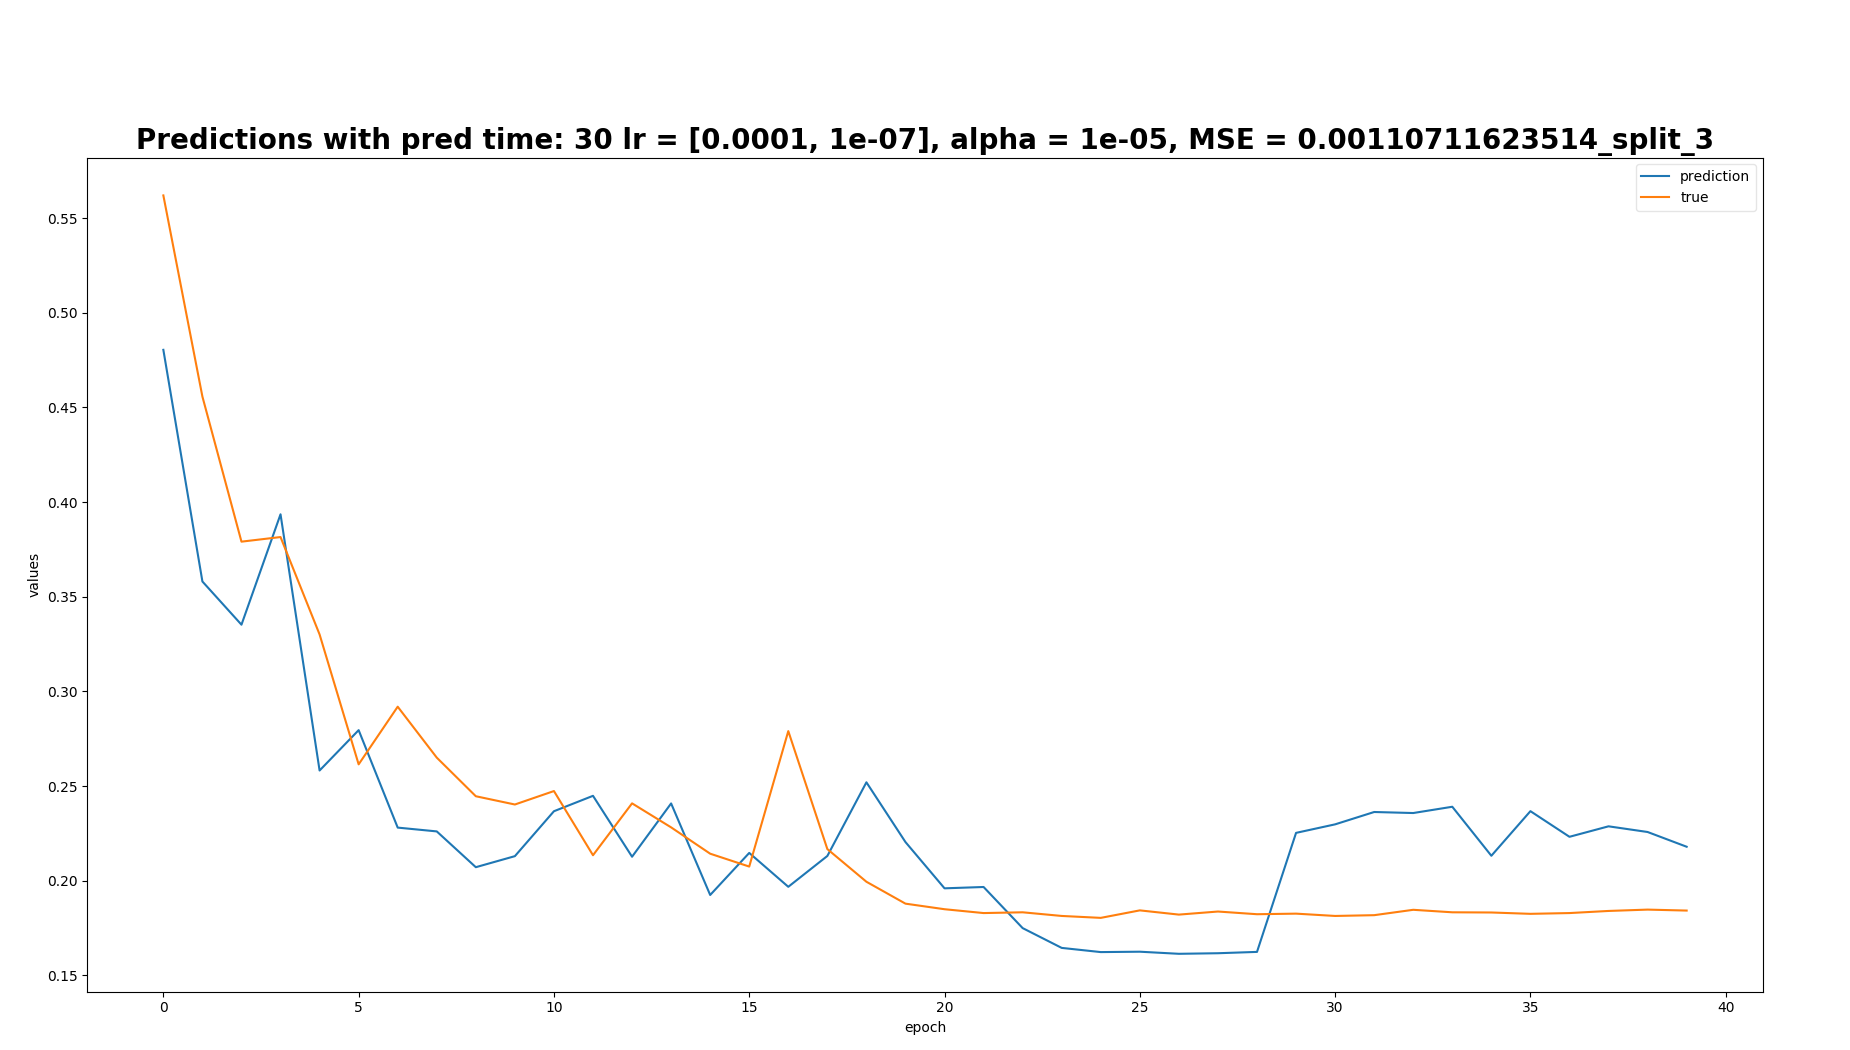 Predictions with pred time: 30 lr = [0.0001, 1e-07], alpha = 1e-05, MSE = 0.00110711623514_split_3
prediction
true
0.55
0.50
0.45
0.40
0.35
0.30
0.25
0.20
0.15
values
0 5 10 15 20 25 30 35 40
epoch